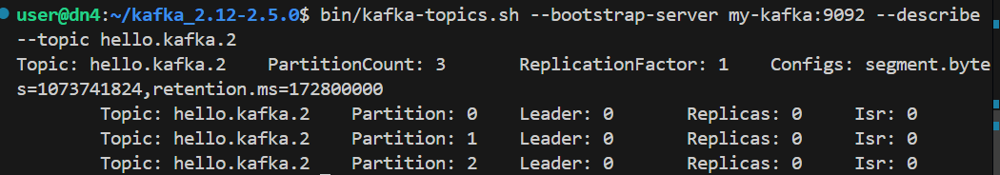 user@dn4:~/kafka_2.12-2.5.0$ bin/kafka-topics.sh --bootstrap-server my-kafka:9092 --describe
--topic hello.kafka.2
Topic: hello.kafka.2    PartitionCount: 3       ReplicationFactor: 1    Configs: segment.byte
s=1073741824,retention.ms=172800000
        Topic: hello.kafka.2    Partition: 0    Leader: 0       Replicas: 0     Isr: 0
        Topic: hello.kafka.2    Partition: 1    Leader: 0       Replicas: 0     Isr: 0
        Topic: hello.kafka.2    Partition: 2    Leader: 0       Replicas: 0     Isr: 0